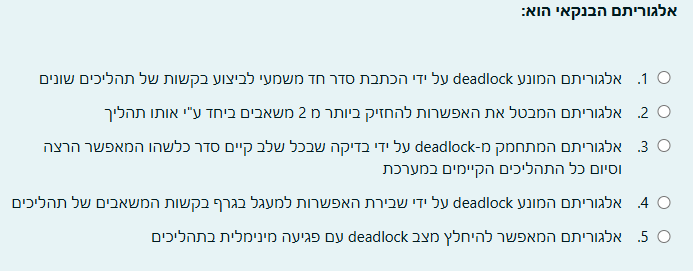 אלגוריתם הבנקאי הוא:
1. אלגוריתם המונע deadlock על ידי הכתבת סדר חד משמעי לביצוע בקשות של תהליכים שונים
2. אלגוריתם המבטל את האפשרות להחזיק ביותר מ 2 משאבים ביחד ע"י אותו תהליך
3. אלגוריתם המתחמק מ-deadlock על ידי בדיקה שבכל שלב קיים סדר כלשהו המאפשר הרצה
וסיום כל התהליכים הקיימים במערכת
4. אלגוריתם המונע deadlock על ידי שבירת האפשרות למעגל בגרף בקשות המשאבים של תהליכים
5. אלגוריתם המאפשר להיחלץ מצב deadlock עם פגיעה מינימלית בתהליכים